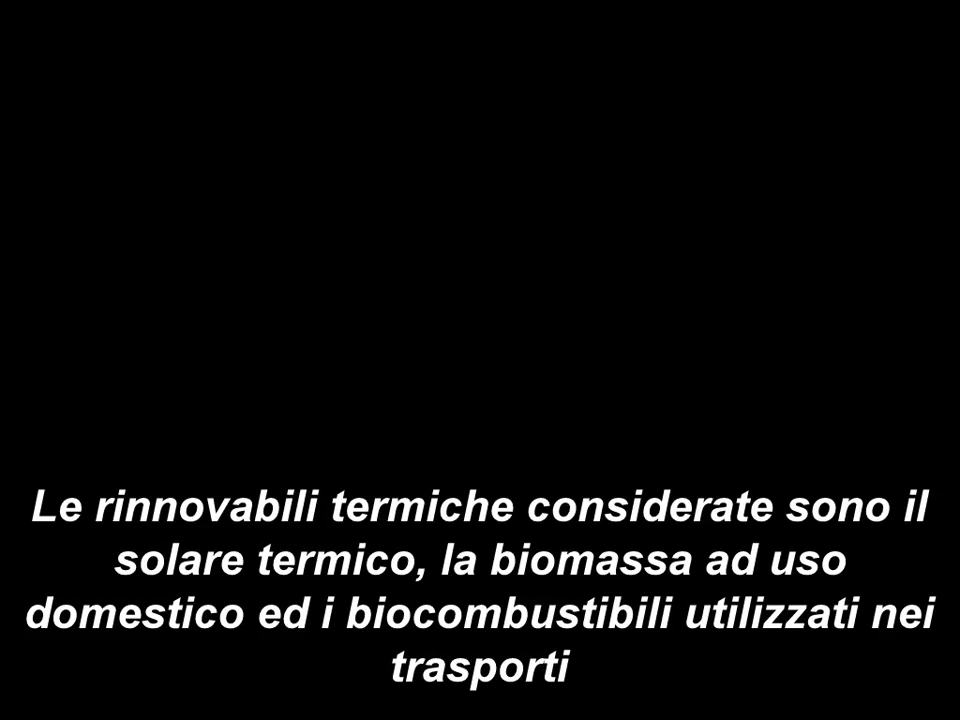 Le rinnovabili termiche considerate sono il
solare termico, la biomassa ad uso
domestico ed i biocombustibili utilizzati nei
trasporti